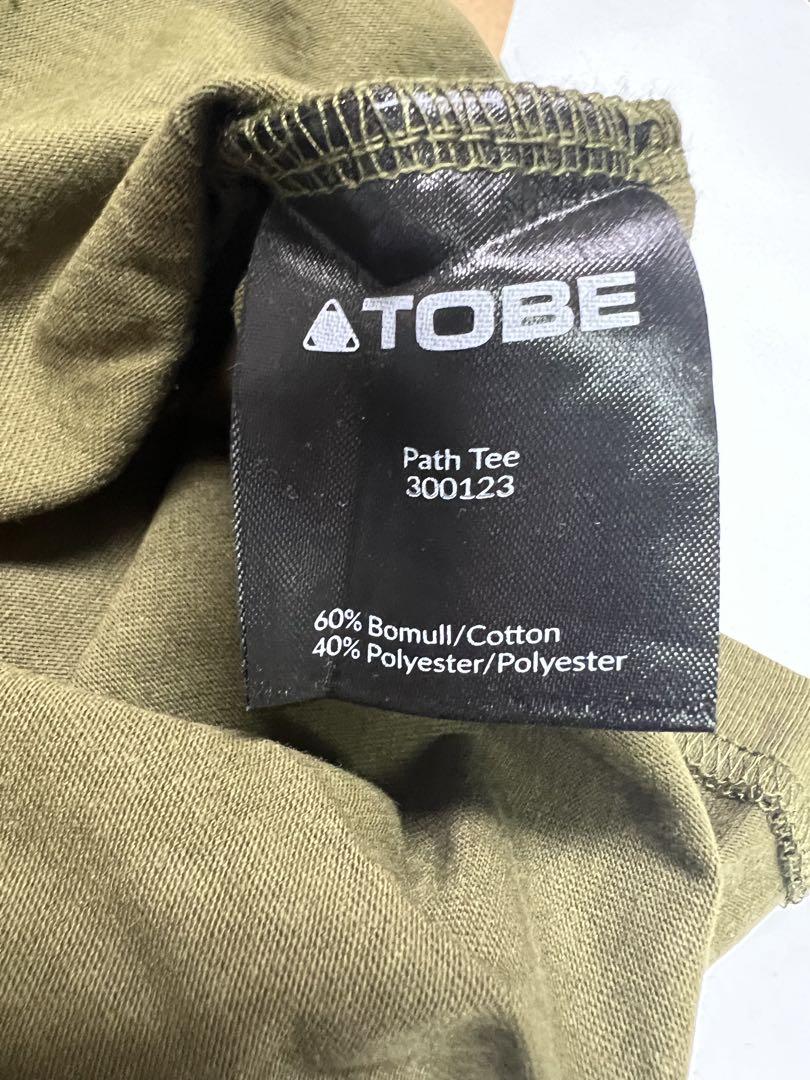 TOBE
Path Tee
300123
60% Bomull/Cotton
40% Polyester/Polyester